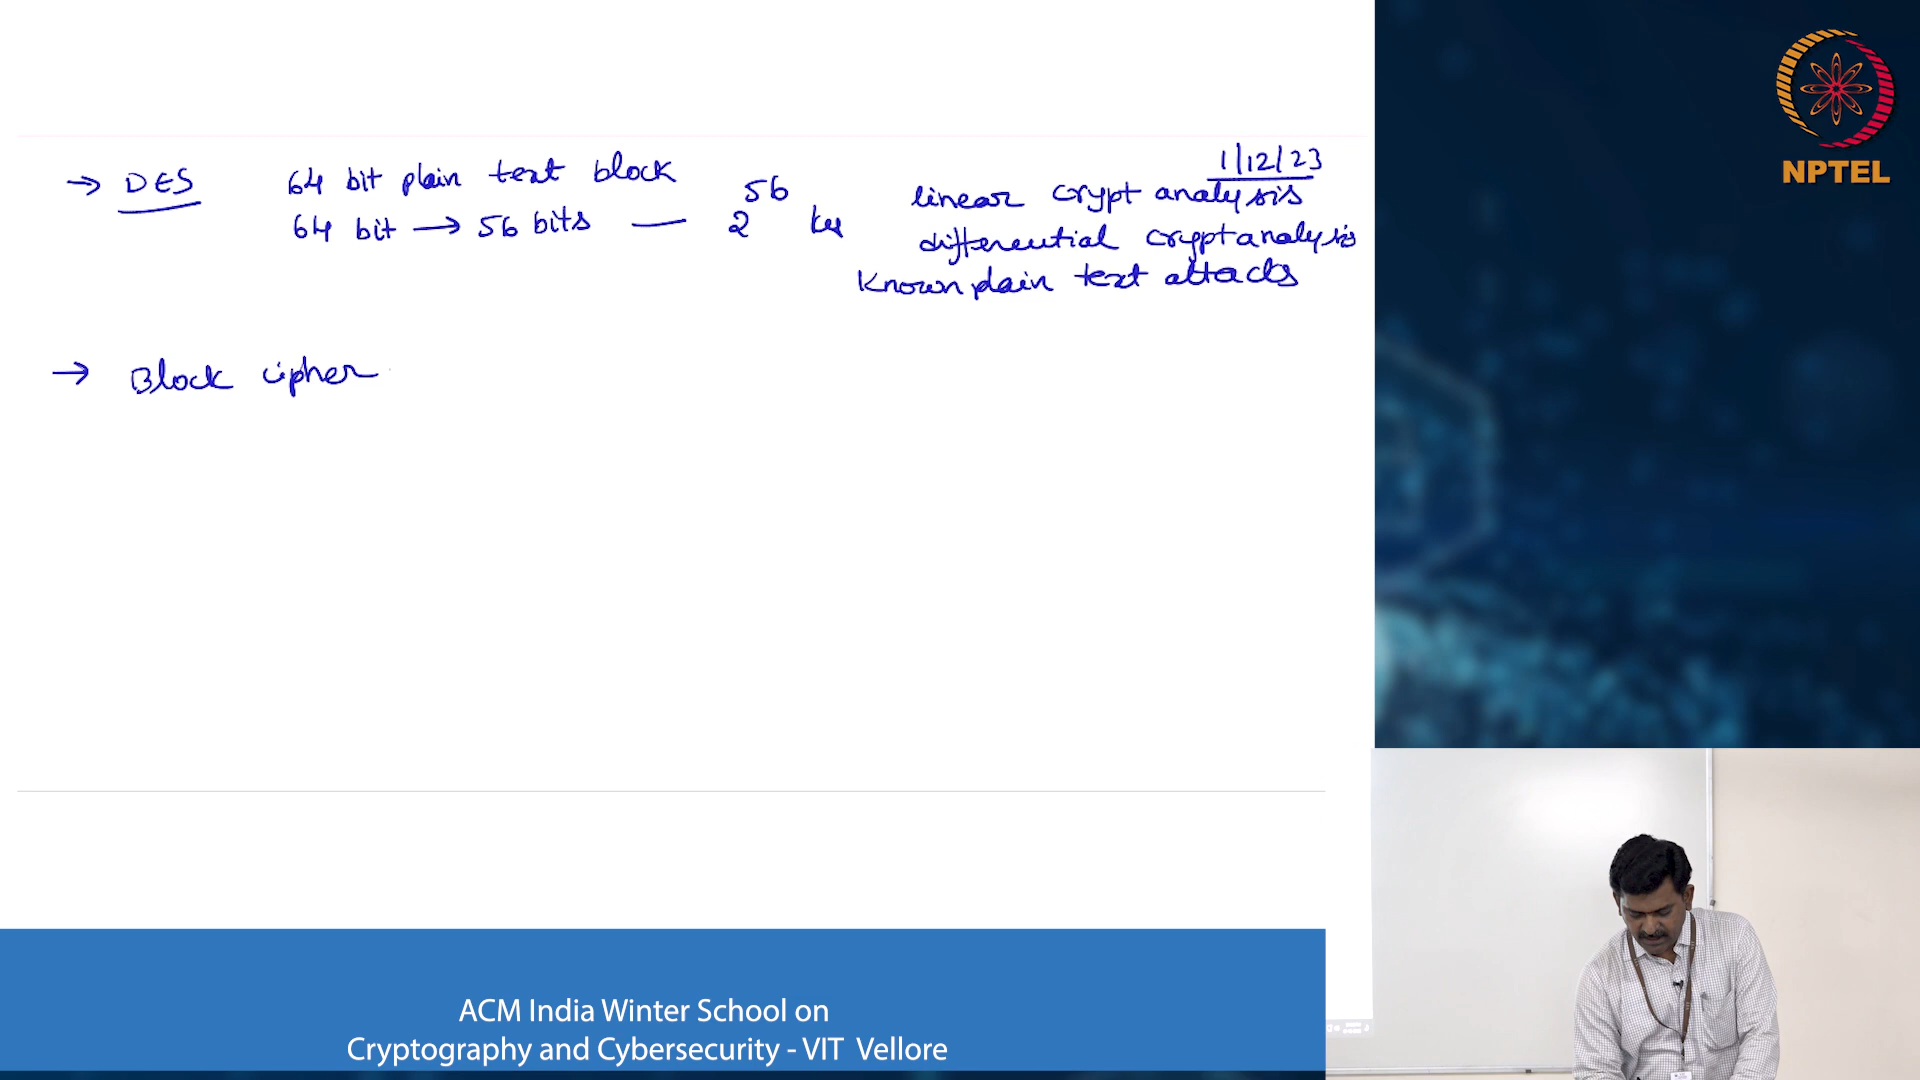 1/12/23
→ DES 64 bit plain text block
64 bit → 56 bits — 2^56 key
linear crypt analysis
differential cryptanalysis
Known plain text attacks
→ Block cipher
NPTEL
ACM India Winter School on
Cryptography and Cybersecurity - VIT Vellore